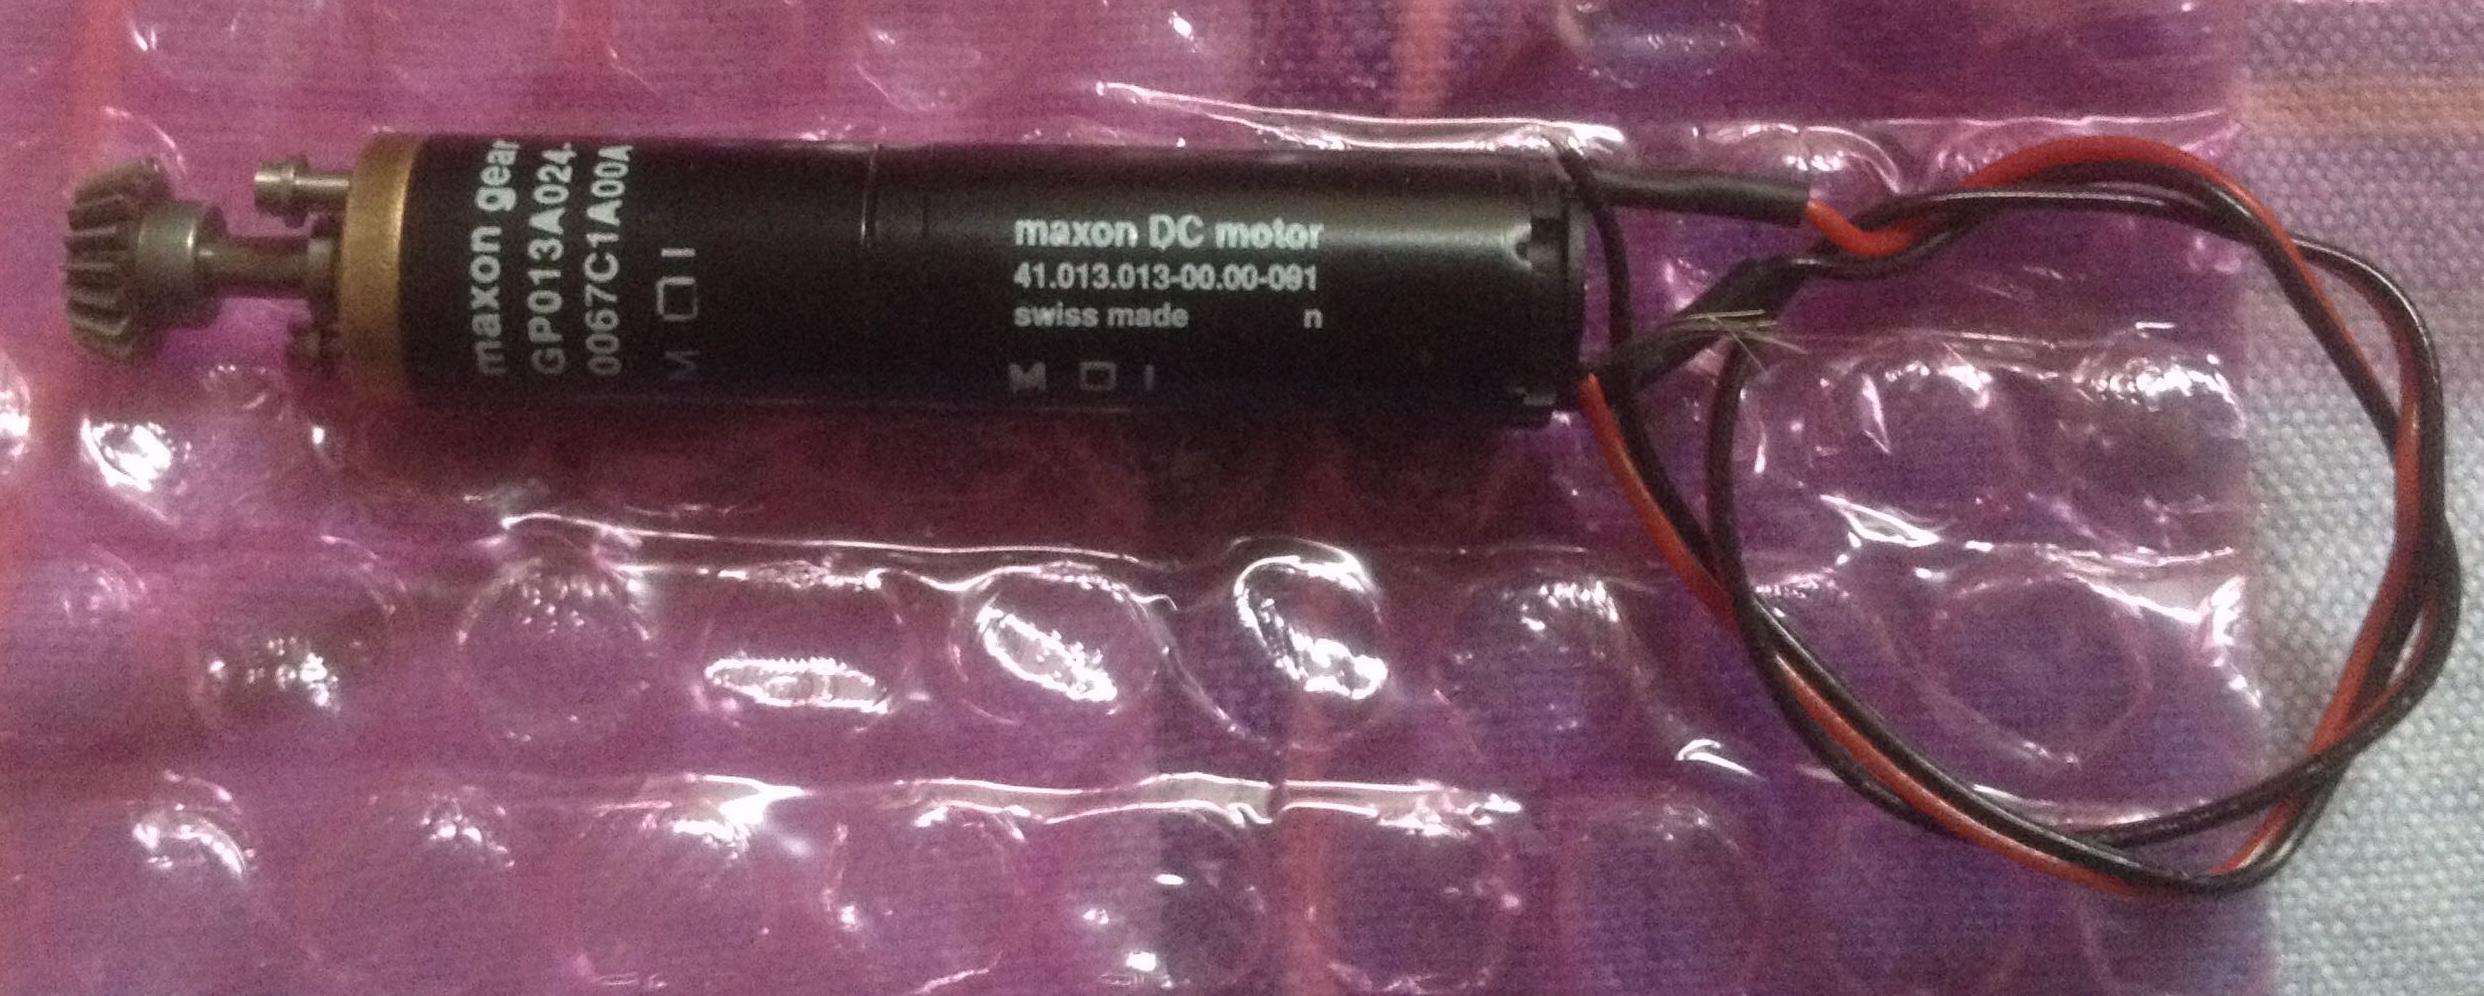 maxon gear
GP013A024-
0067C1A00A
M I
maxon DC motor
41.013.013-00.00-091
swiss made n
M I